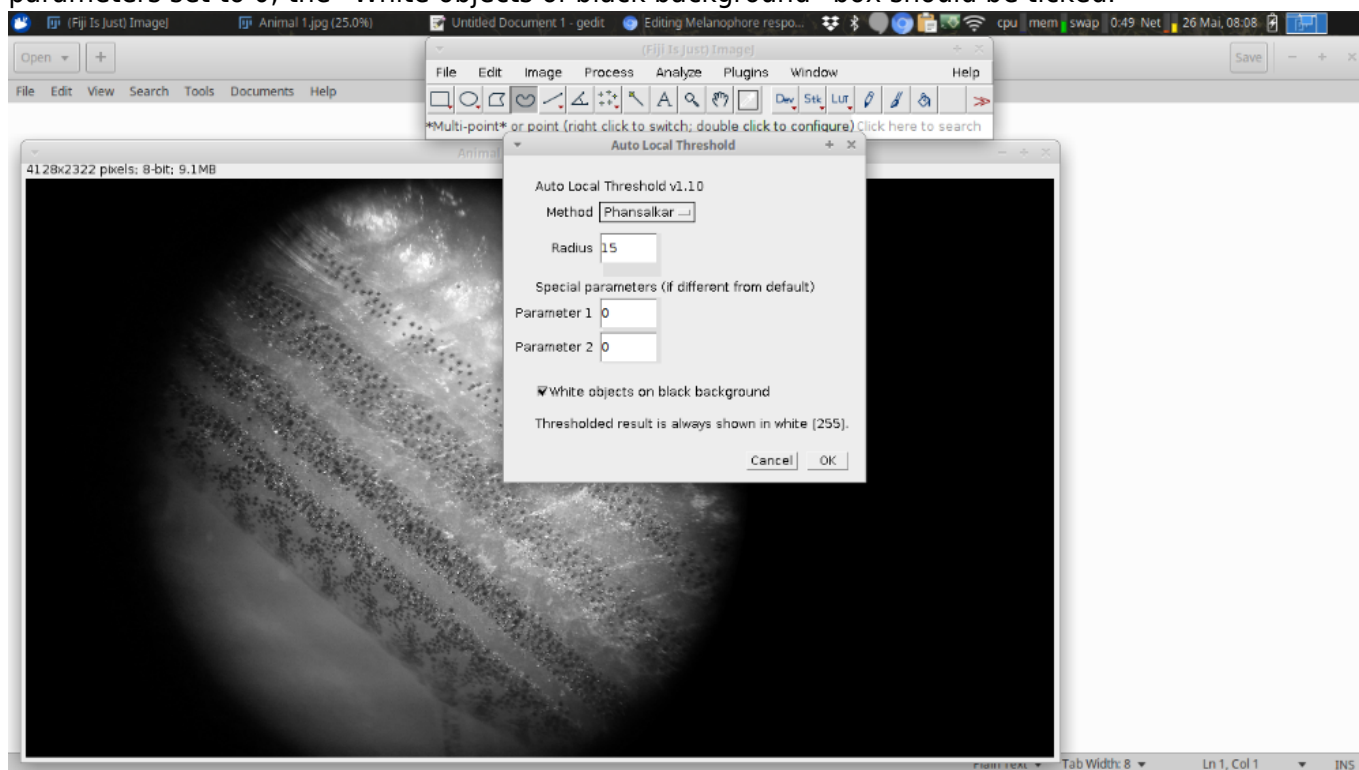 parameters set to 0, the "White objects of black background" box should be ticked.
(Fiji Is Just) ImageJ Animal 1.jpg (25.0%) Untitled Document 1 - gedit Editing Melanophore respo... cpu mem swap 0:49 Net 26 Mai, 08:08
Open + Save
(Fiji Is Just) ImageJ
File Edit Image Process Analyze Plugins Window Help
File Edit View Search Tools Documents Help
A Dev Stk LUT
*Multi-point* or point (right click to switch; double click to configure) Click here to search
Animal
Auto Local Threshold
4128x2322 pixels; 8-bit; 9.1MB
Auto Local Threshold v1.10
Method Phansalkar
Radius 15
Special parameters (if different from default)
Parameter 1 0
Parameter 2 0
White objects on black background
Thresholded result is always shown in white [255].
Cancel OK
Plain Text Tab Width: 8 Ln 1, Col 1 INS